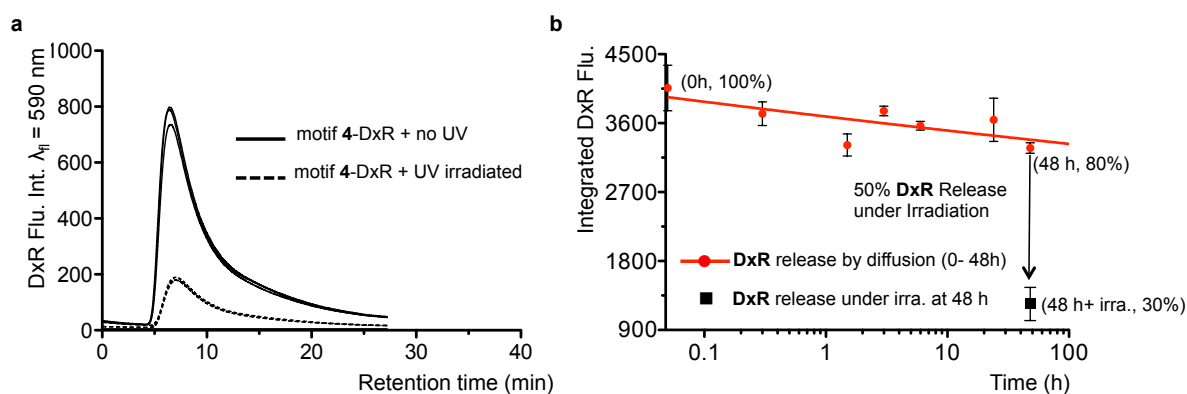 a
DxR Flu. Int. λfl = 590 nm
1000
800
600
400
200
0
0
10
20
30
40
Retention time (min)
motif 4-DxR + no UV
motif 4-DxR + UV irradiated
b
Integrated DxR Flu.
4500
3600
2700
1800
900
0.1
1
10
100
Time (h)
(0h, 100%)
(48 h, 80%)
50% DxR Release
under Irradiation
DxR release by diffusion (0- 48h)
DxR release under irra. at 48 h
(48 h+ irra., 30%)